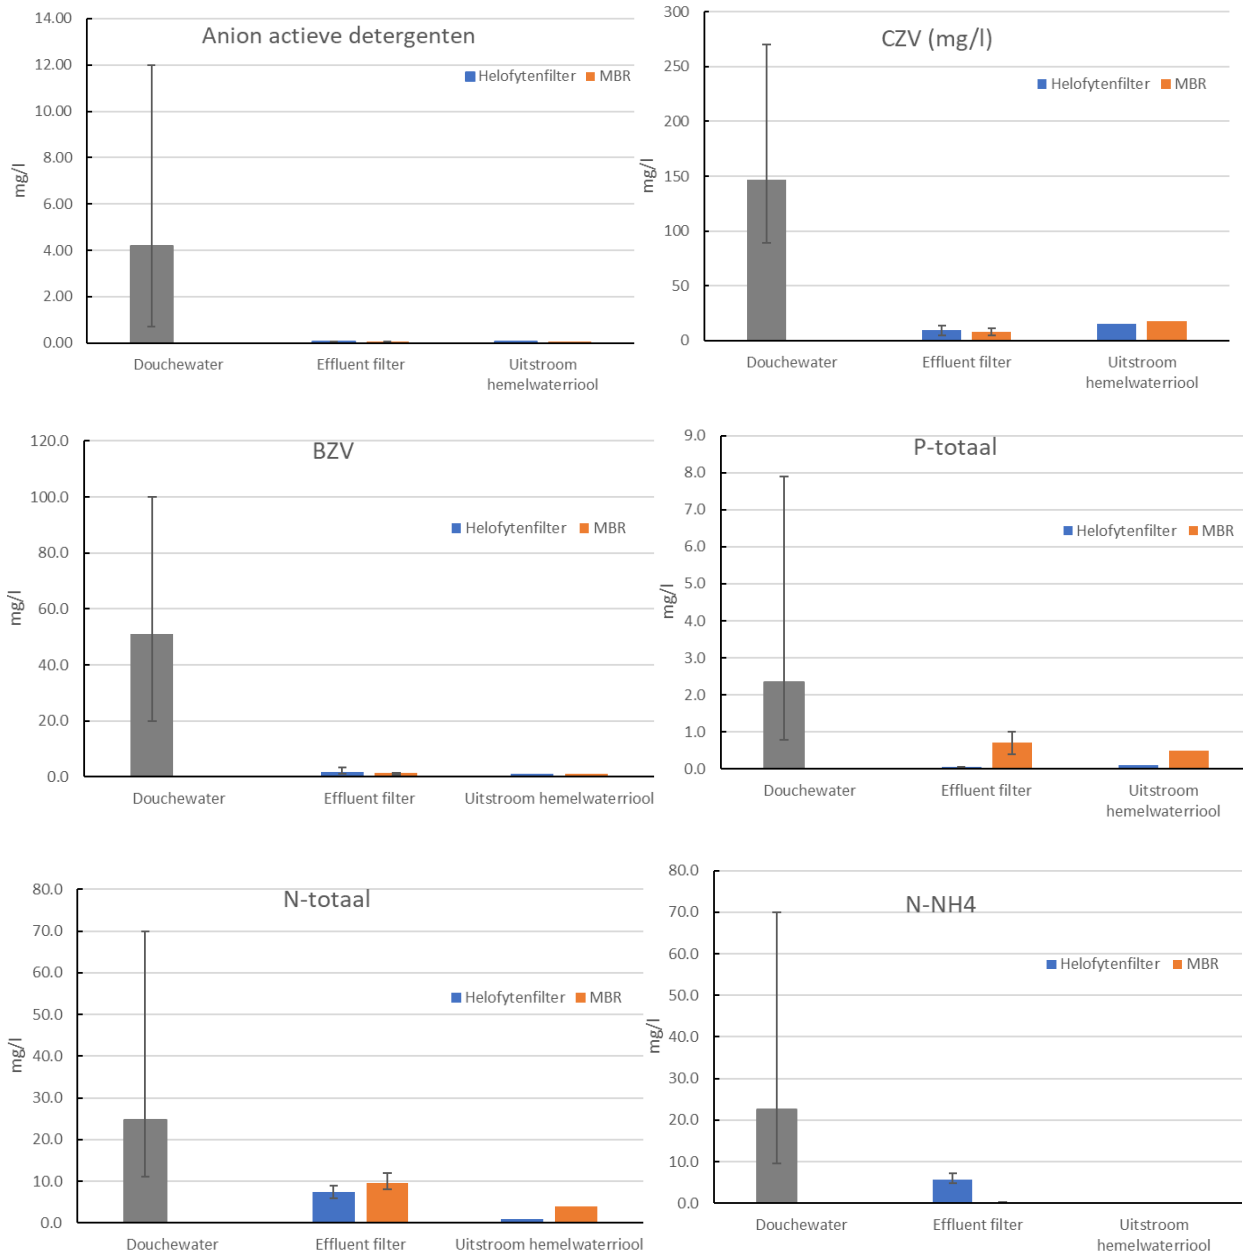 Anion actieve detergenten
Helofytenfilter MBR
mg/l
14.00
12.00
10.00
8.00
6.00
4.00
2.00
0.00
Douchewater Effluent filter Uitstroom
hemelwaterriool
CZV (mg/l)
Helofytenfilter MBR
mg/l
300
250
200
150
100
50
0
Douchewater Effluent filter Uitstroom
hemelwaterriool
BZV
Helofytenfilter MBR
mg/l
120.0
100.0
80.0
60.0
40.0
20.0
0.0
Douchewater Effluent filter Uitstroom hemelwaterriool
P-totaal
Helofytenfilter MBR
mg/l
9.0
8.0
7.0
6.0
5.0
4.0
3.0
2.0
1.0
0.0
Douchewater Effluent filter Uitstroom
hemelwaterriool
N-totaal
Helofytenfilter MBR
mg/l
80.0
70.0
60.0
50.0
40.0
30.0
20.0
10.0
0.0
Douchewater Effluent filter Uitstroom hemelwaterriool
N-NH4
Helofytenfilter MBR
mg/l
80.0
70.0
60.0
50.0
40.0
30.0
20.0
10.0
0.0
Douchewater Effluent filter Uitstroom
hemelwaterriool